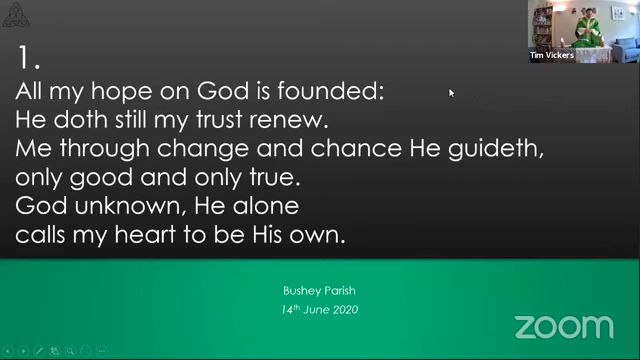 Tim Vickers
1.
All my hope on God is founded:
He doth still my trust renew.
Me through change and chance He guideth,
only good and only true.
God unknown, He alone
calls my heart to be His own.
Bushey Parish
14th June 2020
zoom